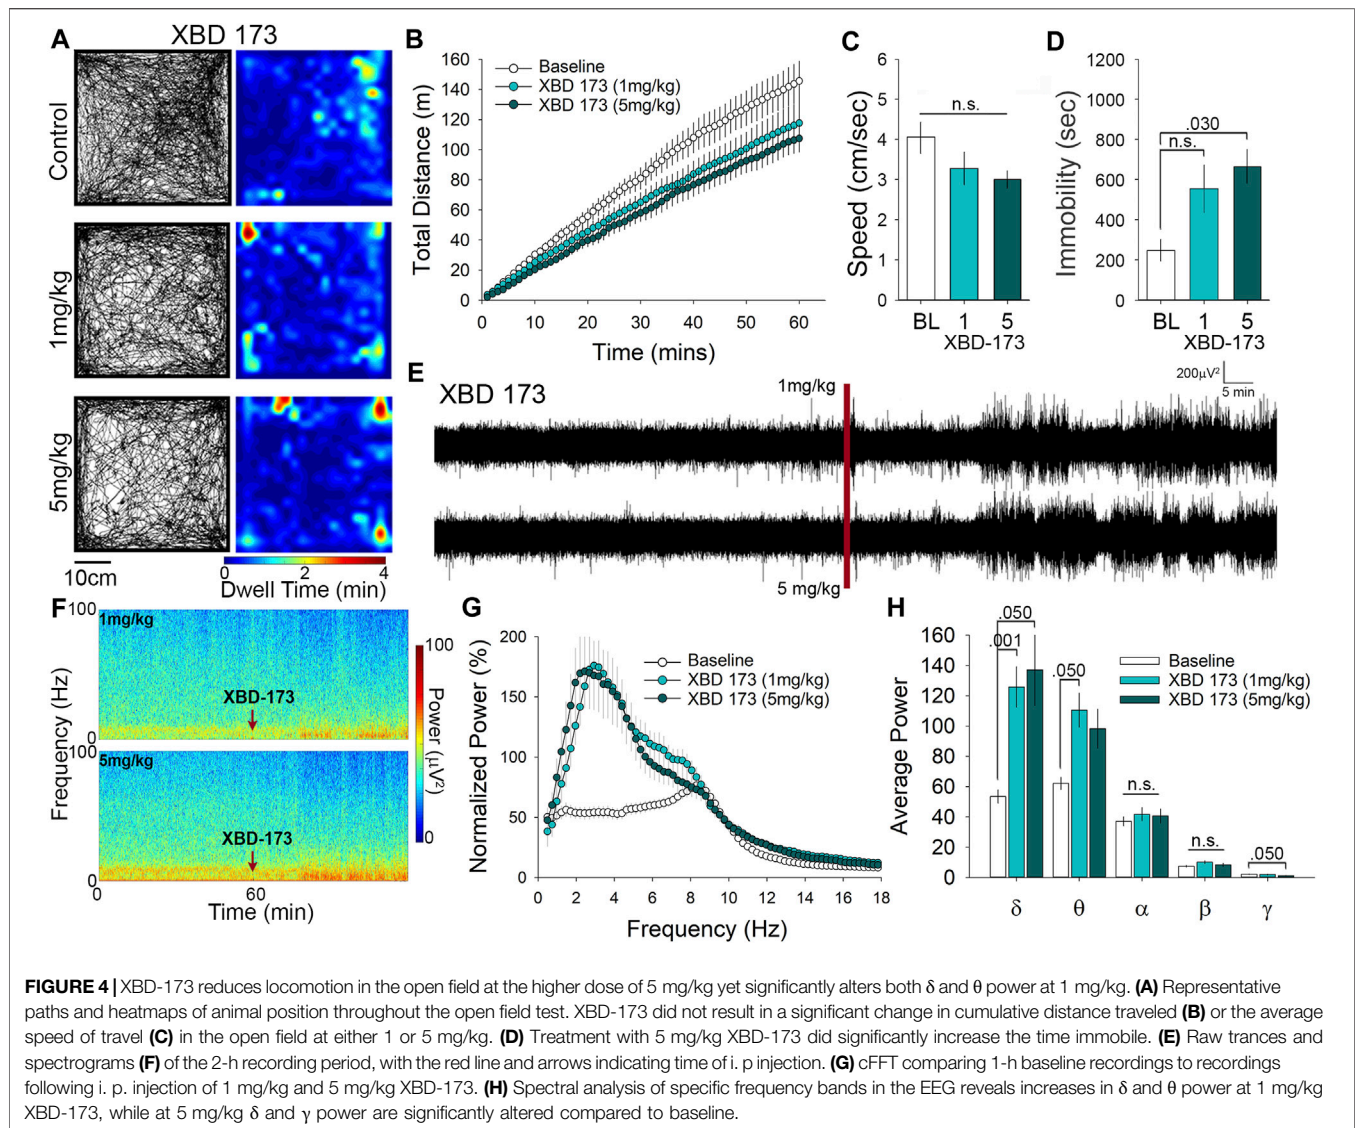 A
XBD 173
Control
1mg/kg
5mg/kg
10cm
0 2 4
Dwell Time (min)
B
Total Distance (m)
160
140
120
100
80
60
40
20
0
Baseline
XBD 173 (1mg/kg)
XBD 173 (5mg/kg)
0 10 20 30 40 50 60
Time (mins)
C
Speed (cm/sec)
6
5
4
3
2
1
0
n.s.
BL 1 5
XBD-173
D
Immobility (sec)
1200
1000
800
600
400
200
0
.030
n.s.
BL 1 5
XBD-173
E
XBD 173
1mg/kg
200µV²
5 min
5 mg/kg
F
Frequency (Hz)
100
1mg/kg
XBD-173
0
100
5mg/kg
XBD-173
0
60
Time (min)
100
Power (µV²)
0
G
Normalized Power (%)
200
150
100
50
0
Baseline
XBD 173 (1mg/kg)
XBD 173 (5mg/kg)
0 2 4 6 8 10 12 14 16 18
Frequency (Hz)
H
Average Power
160
140
120
100
80
60
40
20
0
.050
.001
.050
n.s.
n.s.
.050
Baseline
XBD 173 (1mg/kg)
XBD 173 (5mg/kg)
δ θ α β γ
FIGURE 4 | XBD-173 reduces locomotion in the open field at the higher dose of 5 mg/kg yet significantly alters both δ and θ power at 1 mg/kg. (A) Representative
paths and heatmaps of animal position throughout the open field test. XBD-173 did not result in a significant change in cumulative distance traveled (B) or the average
speed of travel (C) in the open field at either 1 or 5 mg/kg. (D) Treatment with 5 mg/kg XBD-173 did significantly increase the time immobile. (E) Raw trances and
spectrograms (F) of the 2-h recording period, with the red line and arrows indicating time of i. p injection. (G) cFFT comparing 1-h baseline recordings to recordings
following i. p. injection of 1 mg/kg and 5 mg/kg XBD-173. (H) Spectral analysis of specific frequency bands in the EEG reveals increases in δ and θ power at 1 mg/kg
XBD-173, while at 5 mg/kg δ and γ power are significantly altered compared to baseline.